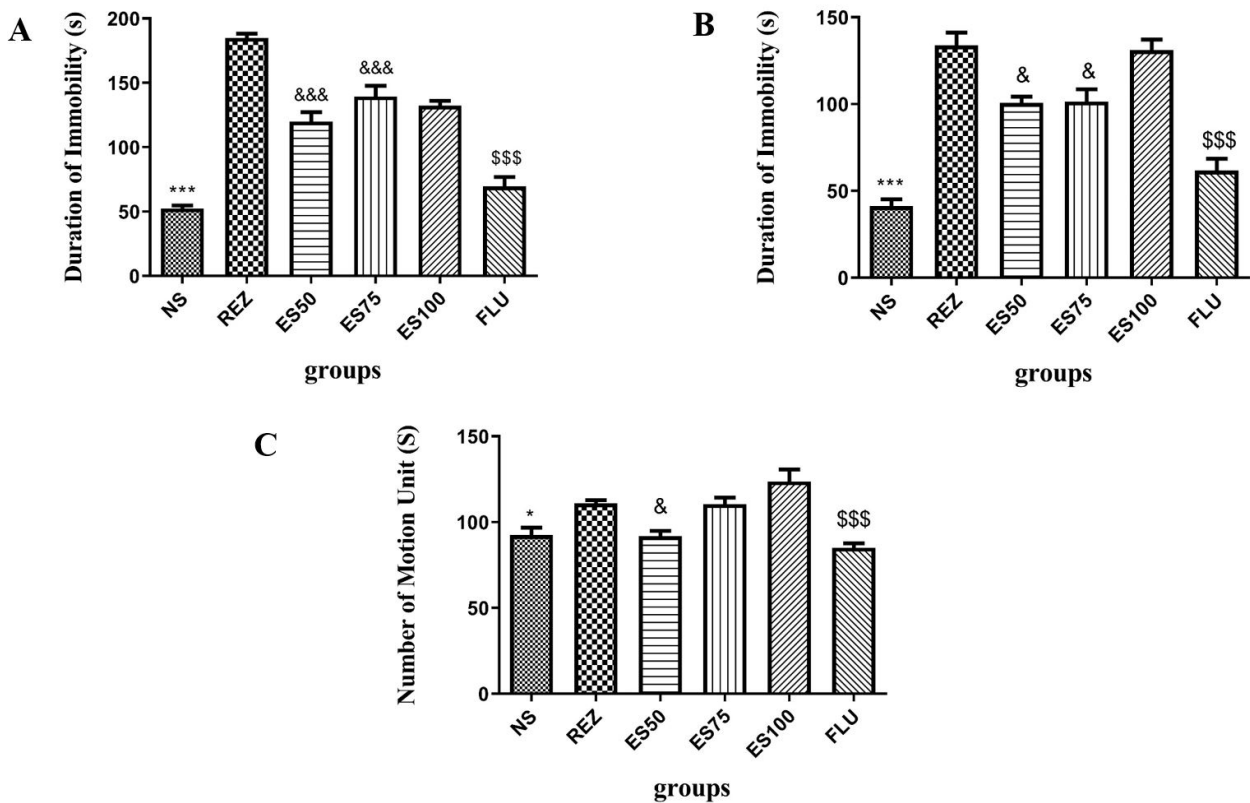 A
Duration of Immobility (s)
200
150
100
50
0
***
&&&
&&&
$$$
NS
REZ
ES50
ES75
ES100
FLU
groups
B
Duration of Immobility (s)
150
100
50
0
***
&
&
$$$
NS
REZ
ES50
ES75
ES100
FLU
groups
C
Number of Motion Unit (S)
150
100
50
0
*
&
$$$
NS
REZ
ES50
ES75
ES100
FLU
groups